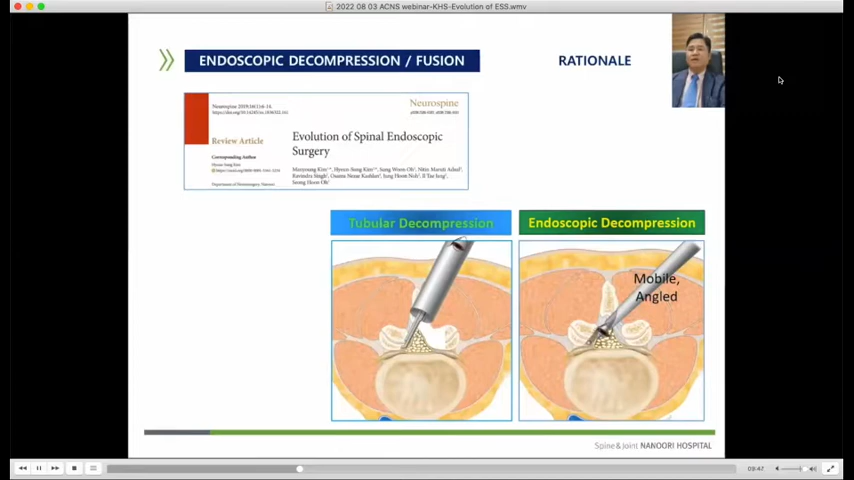 2022 08 03 ACNS webinar-KHS-Evolution of ESS.wmv
ENDOSCOPIC DECOMPRESSION / FUSION
RATIONALE
Neurospine
Review Article
Evolution of Spinal Endoscopic
Surgery
Corresponding Author
Tubular Decompression
Endoscopic Decompression
Mobile,
Angled
Spine & Joint NANOORI HOSPITAL
09:47